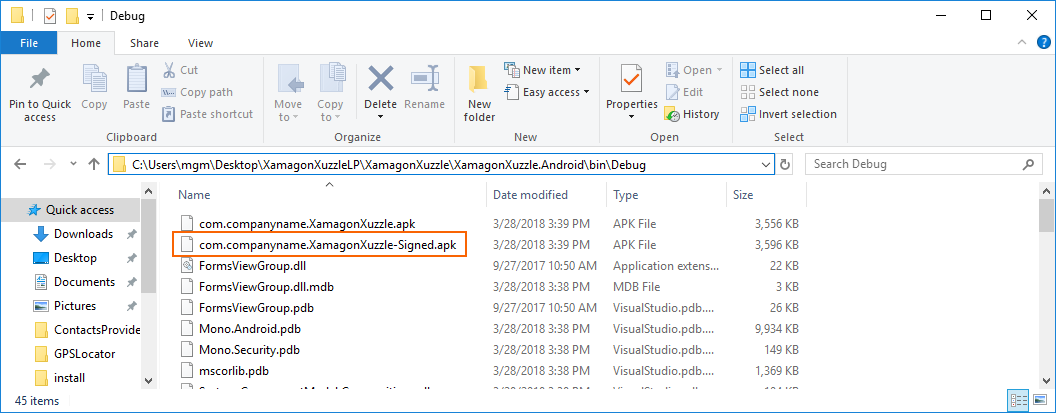 Debug
File Home Share View
Pin to Quick access
Copy
Paste
Cut
Copy path
Paste shortcut
Clipboard
Move to
Copy to
Delete
Rename
Organize
New folder
New item
Easy access
New
Properties
Open
Edit
History
Open
Select all
Select none
Invert selection
Select
C:\Users\mgm\Desktop\XamagonXuzzleLP\XamagonXuzzle\XamagonXuzzle.Android\bin\Debug
Search Debug
Quick access
Downloads
Desktop
Documents
Pictures
ContactsProvide
GPSLocator
install
Name Date modified Type Size
com.companyname.XamagonXuzzle.apk 3/28/2018 3:39 PM APK File 3,556 KB
com.companyname.XamagonXuzzle-Signed.apk 3/28/2018 3:39 PM APK File 3,596 KB
FormsViewGroup.dll 9/27/2017 10:50 AM Application extens... 22 KB
FormsViewGroup.dll.mdb 3/28/2018 3:38 PM MDB File 3 KB
FormsViewGroup.pdb 9/27/2017 10:50 AM VisualStudio.pdb.... 26 KB
Mono.Android.pdb 3/28/2018 3:38 PM VisualStudio.pdb.... 9,934 KB
Mono.Security.pdb 3/28/2018 3:38 PM VisualStudio.pdb.... 149 KB
mscorlib.pdb 3/28/2018 3:38 PM VisualStudio.pdb.... 1,369 KB
45 items